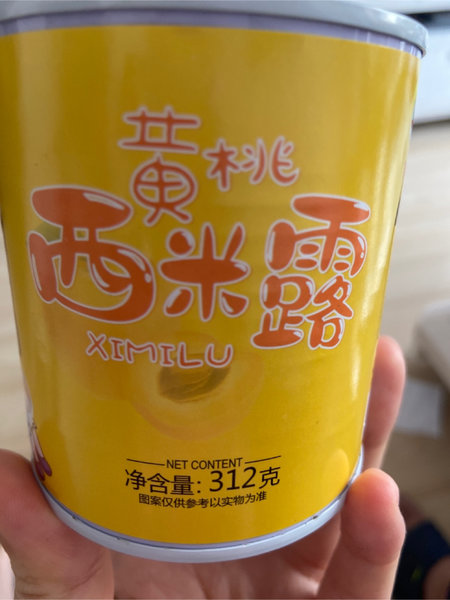 黄桃
西米露
XIMILU
NET CONTENT
净含量: 312克
图案仅供参考以实物为准